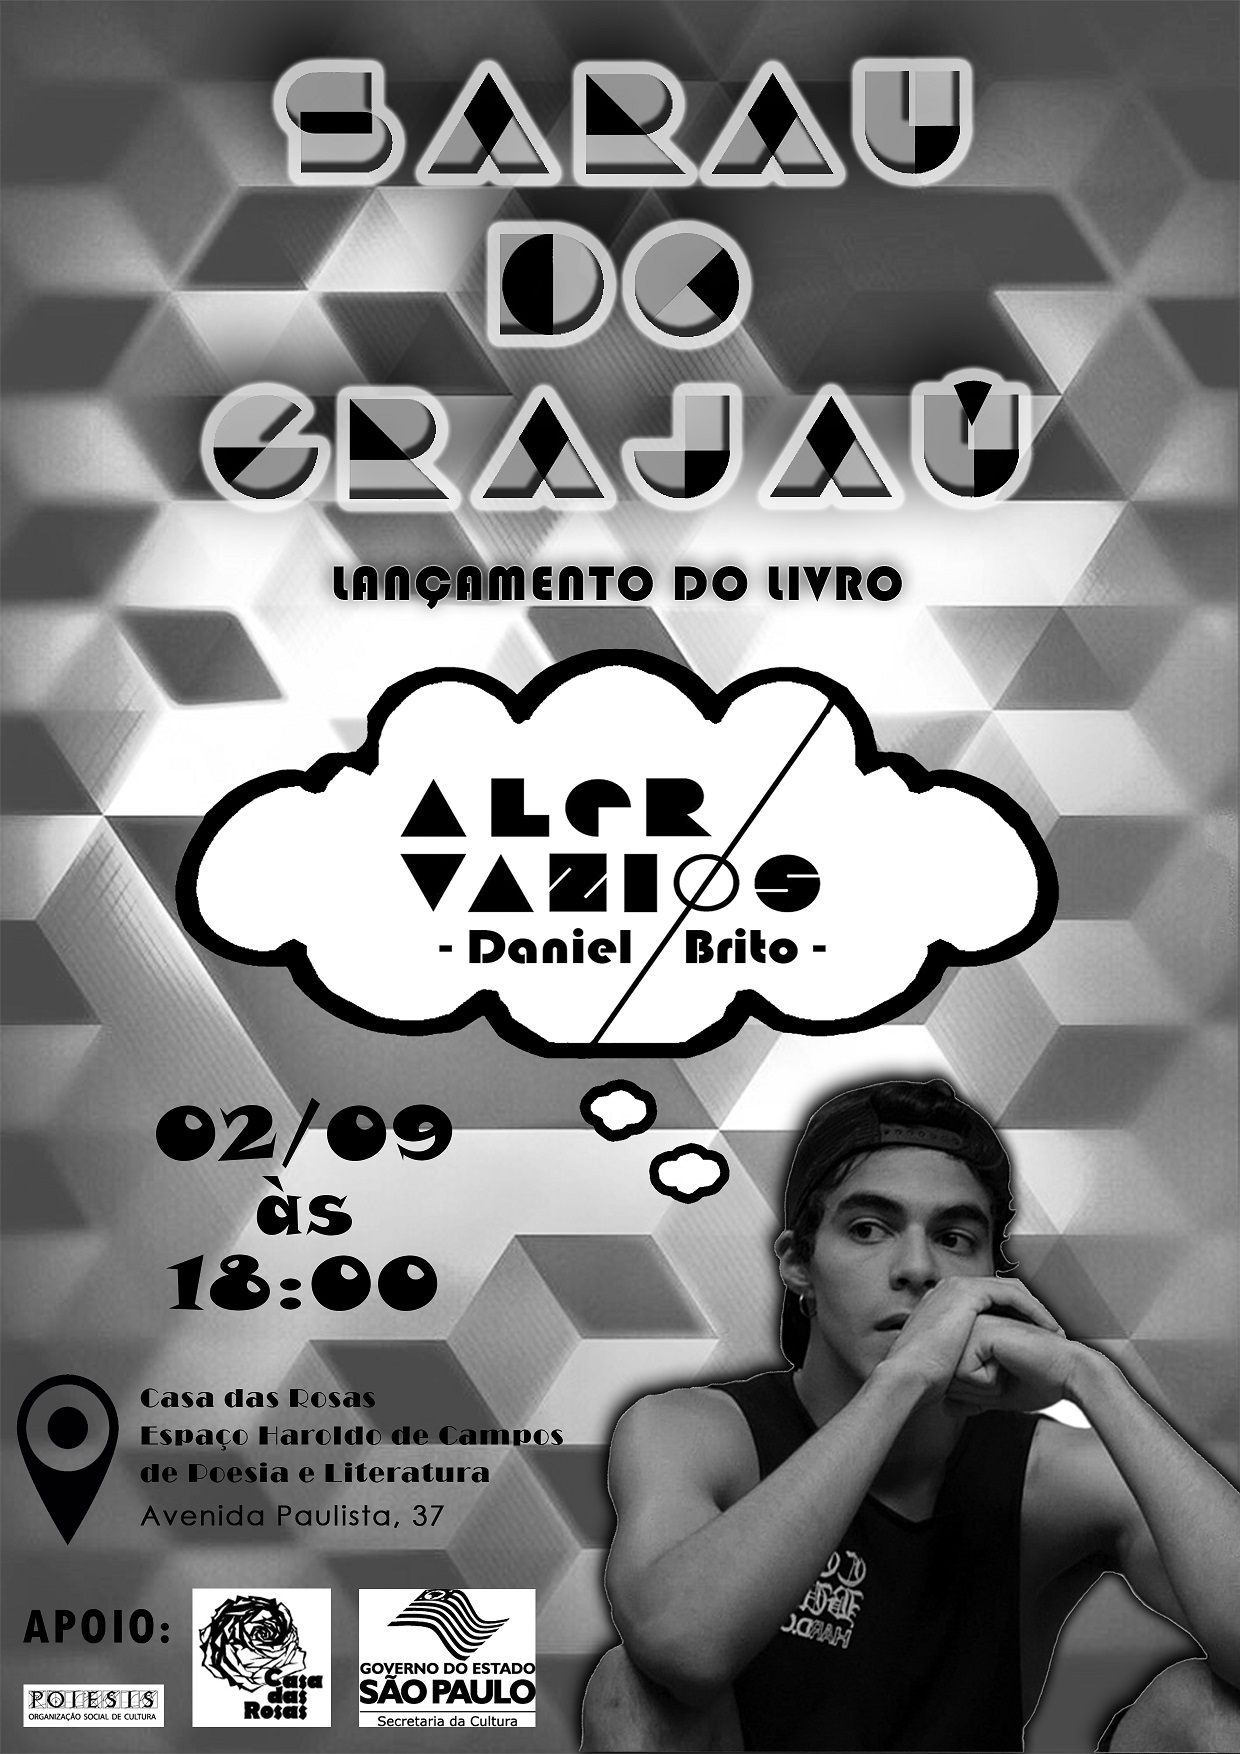 SARAU
DO
GRAJAÚ
LANÇAMENTO DO LIVRO
ALER
VAZIOS
- Daniel Brito -
02/09
às
18:00
Casa das Rosas
Espaço Haroldo de Campos
de Poesia e Literatura
Avenida Paulista, 37
APOIO:
POIESIS
ORGANIZAÇÃO SOCIAL DE CULTURA
Casa
das
Rosas
GOVERNO DO ESTADO
SÃO PAULO
Secretaria da Cultura